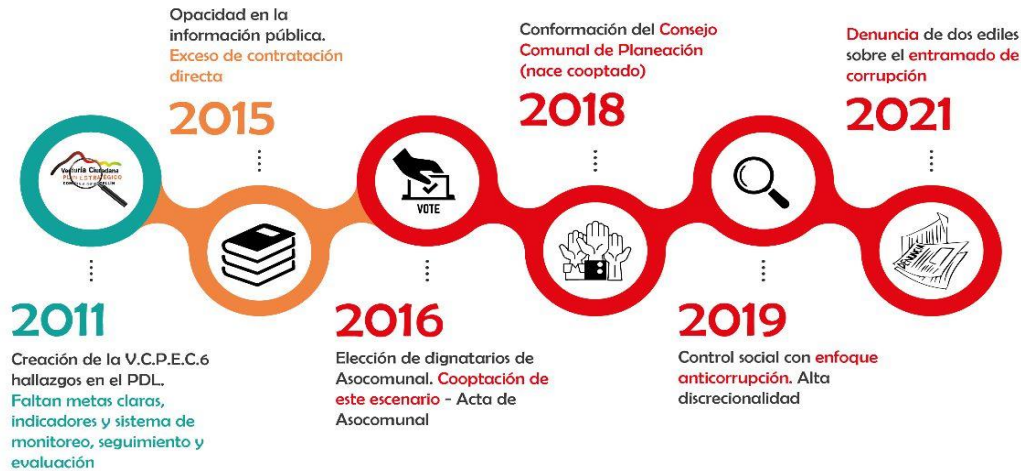 Opacidad en la
información pública.
Exceso de contratación
directa
2015
Conformación del Consejo
Comunal de Planeación
(nace cooptado)
2018
Denuncia de dos ediles
sobre el entramado de
corrupción
2021
Veeduría Ciudadana
PLAN ESTRATÉGICO
VOTE
DENUNCIA
2011
Creación de la V.C.P.E.C.6
hallazgos en el PDL.
Faltan metas claras,
indicadores y sistema de
monitoreo, seguimiento y
evaluación
2016
Elección de dignatarios de
Asocomunal. Cooptación de
este escenario - Acta de
Asocomunal
2019
Control social con enfoque
anticorrupción. Alta
discrecionalidad